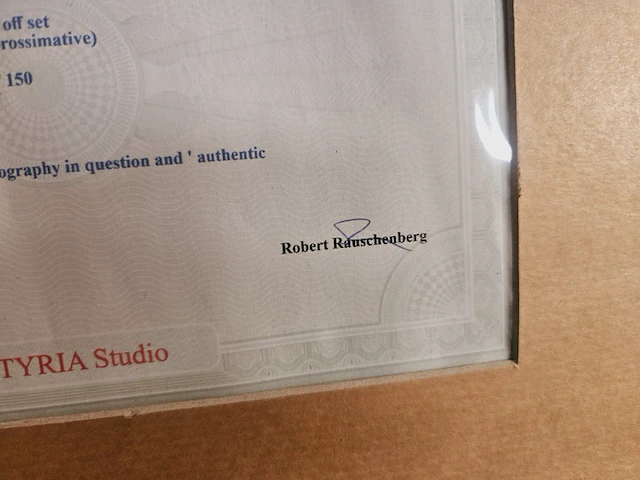 off set
rossimative)
150
ography in question and ' authentic
Robert Rauschenberg
TYRIA Studio